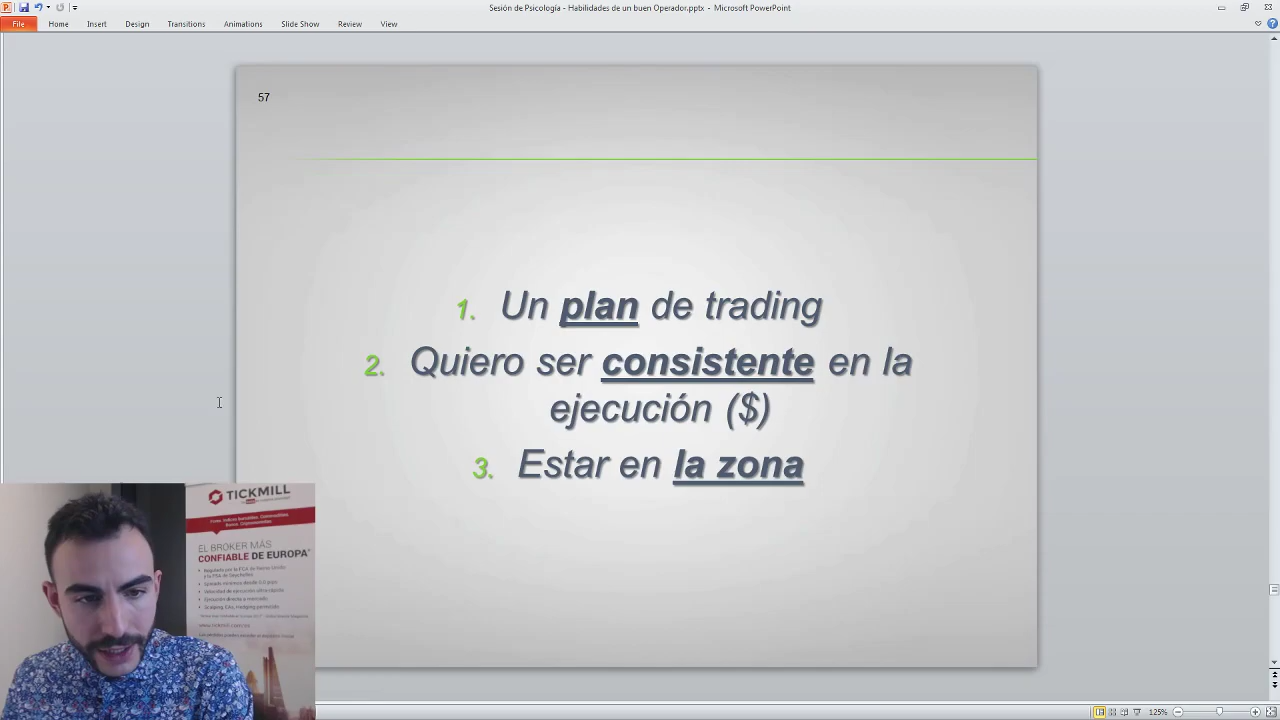 Sesión de Psicología - Habilidades de un buen Operador.pptx - Microsoft PowerPoint
File Home Insert Design Transitions Animations Slide Show Review View
57
1. Un plan de trading
2. Quiero ser consistente en la
ejecución ($)
3. Estar en la zona
TICKMILL
EL BROKER MÁS
CONFIABLE DE EUROPA*
125%